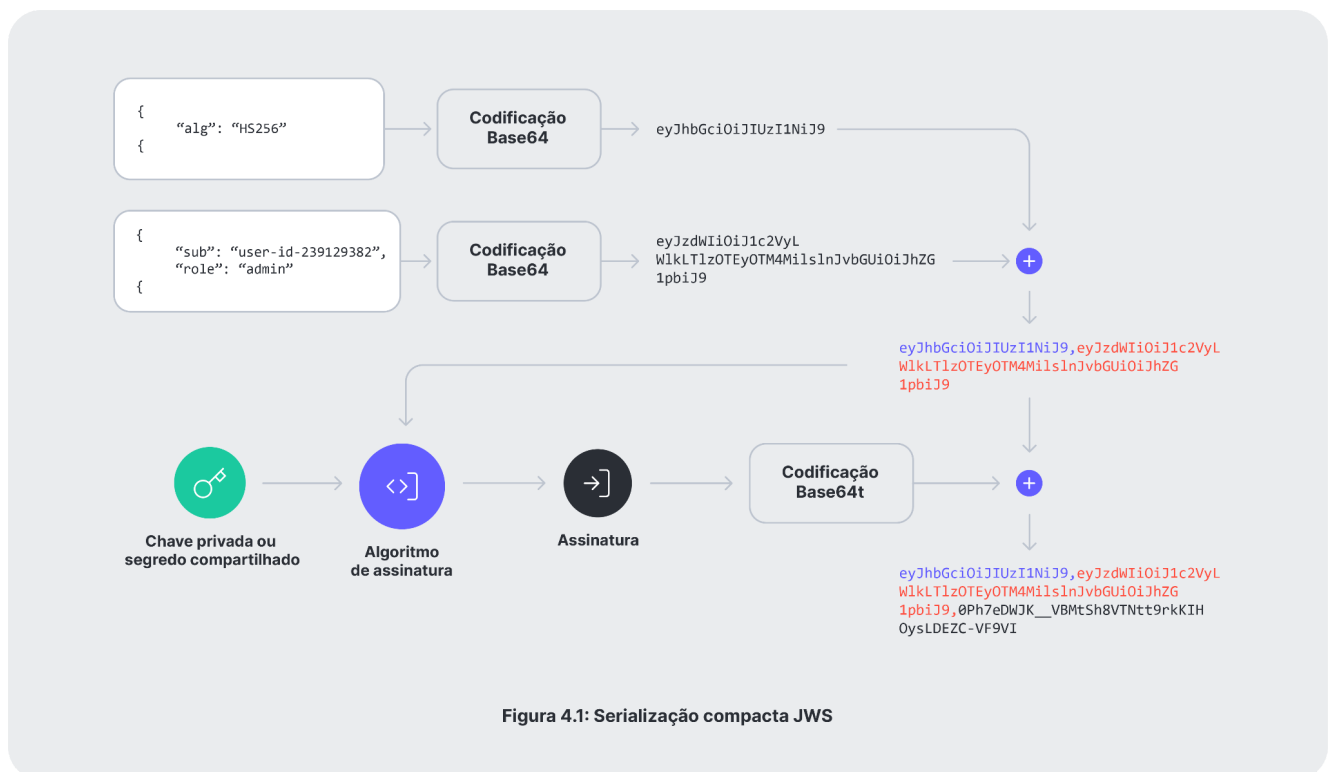 {
“alg”: “HS256”
{
Codificação
Base64
eyJhbGciOiJIUzI1NiJ9
{
“sub”: “user-id-239129382”,
“role”: “admin”
{
Codificação
Base64
eyJzdWIiOiJ1c2VyL
WlkLTlzOTEyOTM4MilslnJvbGUiOiJhZG
1pbiJ9
eyJhbGciOiJIUzI1NiJ9,eyJzdWIiOiJ1c2VyL
WlkLTlzOTEyOTM4MilslnJvbGUiOiJhZG
1pbiJ9
Chave privada ou
segredo compartilhado
Algoritmo
de assinatura
Assinatura
Codificação
Base64t
eyJhbGciOiJIUzI1NiJ9,eyJzdWIiOiJ1c2VyL
WlkLTlzOTEyOTM4MilslnJvbGUiOiJhZG
1pbiJ9,0Ph7eDWJK__VBMtSh8VTNtt9rkKIH
OysLDEZC-VF9VI
Figura 4.1: Serialização compacta JWS